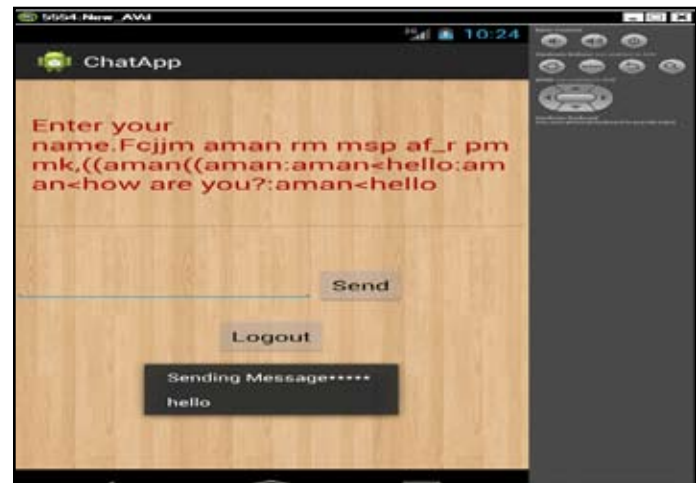 5554:New_AVd
3G 10:24
ChatApp
Enter your
name.Fcjjm aman rm msp af_r pm
mk,((aman((aman:aman<hello:am
an<how are you?:aman<hello
Send
Logout
Sending Message*****
hello